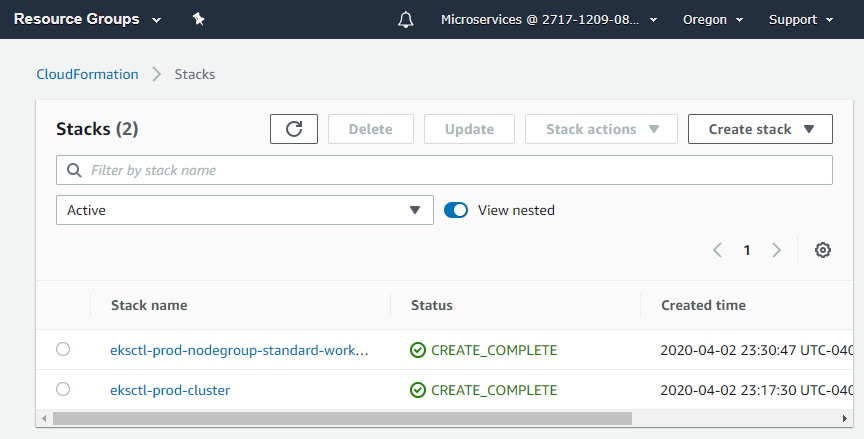 Resource Groups Microservices @ 2717-1209-08... Oregon Support
CloudFormation Stacks
Stacks (2) Delete Update Stack actions Create stack
Filter by stack name
Active View nested
1
Stack name Status Created time
eksctl-prod-nodegroup-standard-work... CREATE_COMPLETE 2020-04-02 23:30:47 UTC-040
eksctl-prod-cluster CREATE_COMPLETE 2020-04-02 23:17:30 UTC-040